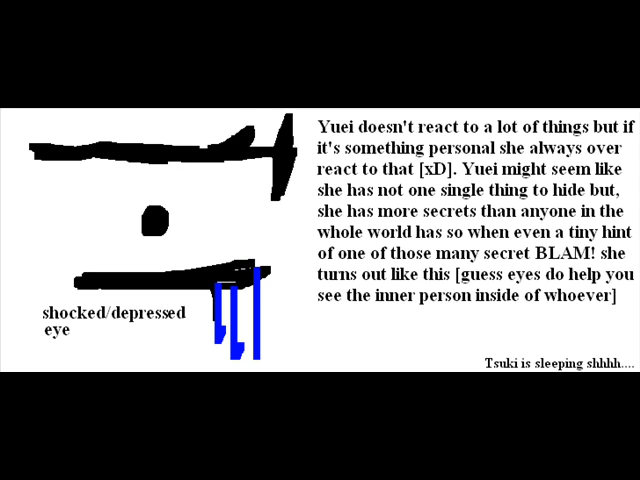 Yuei doesn't react to a lot of things but if
it's something personal she always over
react to that [xD]. Yuei might seem like
she has not one single thing to hide but,
she has more secrets than anyone in the
whole world has so when even a tiny hint
of one of those many secret BLAM! she
turns out like this [guess eyes do help you
see the inner person inside of whoever]
shocked/depressed
eye
Tsuki is sleeping shhhh....